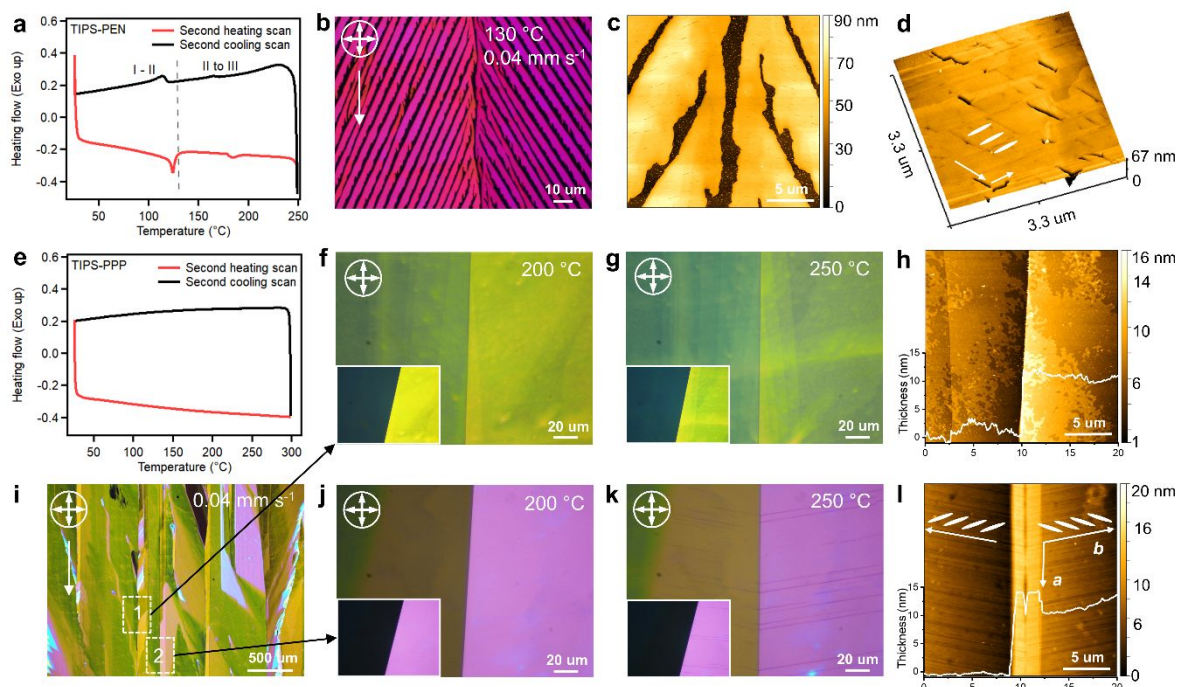 a
TIPS-PEN
Second heating scan
Second cooling scan
I - II
II to III
0.6
0.4
0.2
0.0
-0.2
-0.4
Heating flow (Exo up)
50 100 150 200 250
Temperature (°C)
b
130 °C
0.04 mm s⁻¹
10 um
c
5 um
90 nm
70
50
30
0
d
3.3 um
3.3 um
67 nm
0
e
TIPS-PPP
Second heating scan
Second cooling scan
0.6
0.4
0.2
0.0
-0.2
-0.4
Heating flow (Exo up)
50 100 150 200 250 300
Temperature (°C)
f
200 °C
20 um
g
250 °C
20 um
h
15
10
5
0
Thickness (nm)
0 5 10 15 20
5 um
16 nm
14
10
6
1
i
0.04 mm s⁻¹
1
2
500 um
j
200 °C
20 um
k
250 °C
20 um
l
b
a
15
10
5
0
Thickness (nm)
0 5 10 15 20
5 um
20 nm
16
10
6
0